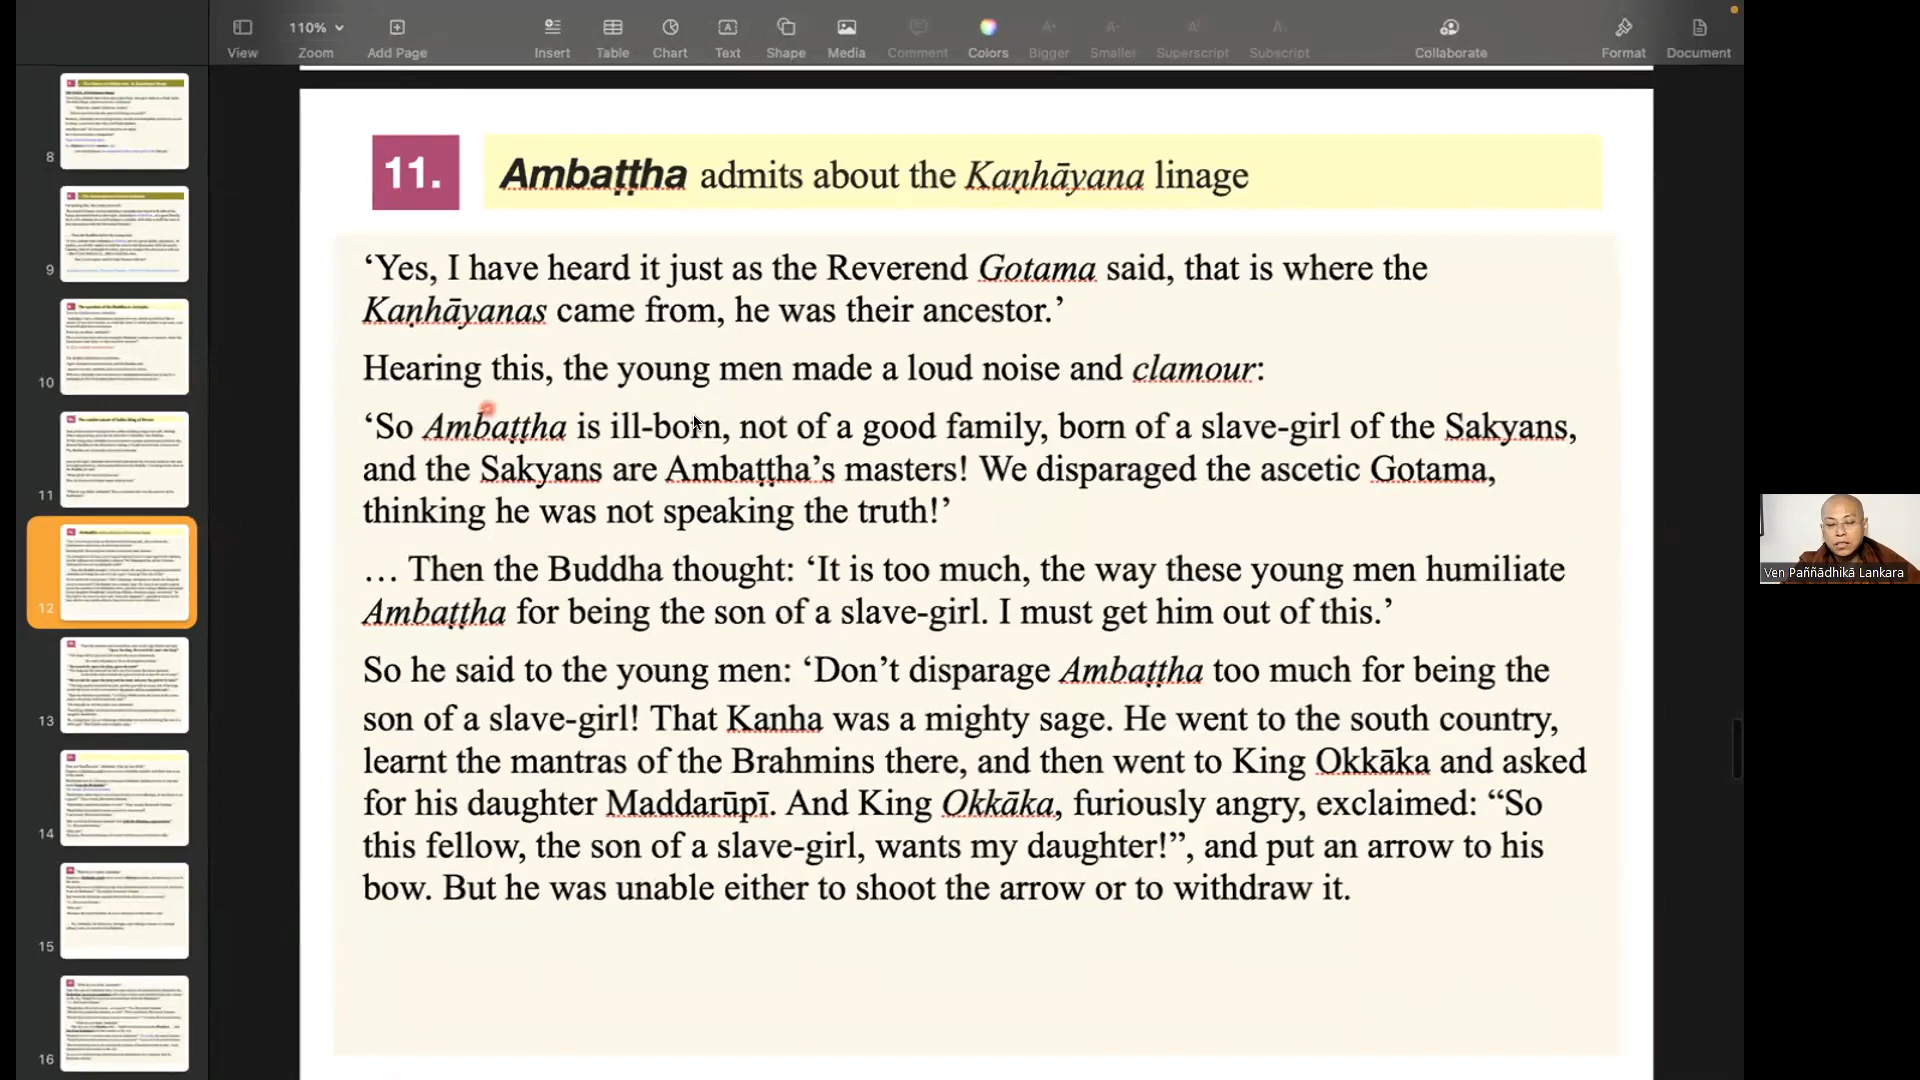 110%
View
Zoom
Add Page
Insert
Table
Chart
Text
Shape
Media
Comment
Colors
Bigger
Smaller
Superscript
Subscript
Collaborate
Format
Document
8
9
10
11
12
13
14
15
16
11.
Ambaṭṭha admits about the Kaṇhāyana linage
‘Yes, I have heard it just as the Reverend Gotama said, that is where the
Kaṇhāyanas came from, he was their ancestor.’
Hearing this, the young men made a loud noise and clamour:
‘So Ambaṭṭha is ill-born, not of a good family, born of a slave-girl of the Sakyans,
and the Sakyans are Ambaṭṭha’s masters! We disparaged the ascetic Gotama,
thinking he was not speaking the truth!’
… Then the Buddha thought: ‘It is too much, the way these young men humiliate
Ambaṭṭha for being the son of a slave-girl. I must get him out of this.’
So he said to the young men: ‘Don’t disparage Ambaṭṭha too much for being the
son of a slave-girl! That Kanha was a mighty sage. He went to the south country,
learnt the mantras of the Brahmins there, and then went to King Okkāka and asked
for his daughter Maddarūpī. And King Okkāka, furiously angry, exclaimed: “So
this fellow, the son of a slave-girl, wants my daughter!”, and put an arrow to his
bow. But he was unable either to shoot the arrow or to withdraw it.
Ven Paññādhikā Lankara